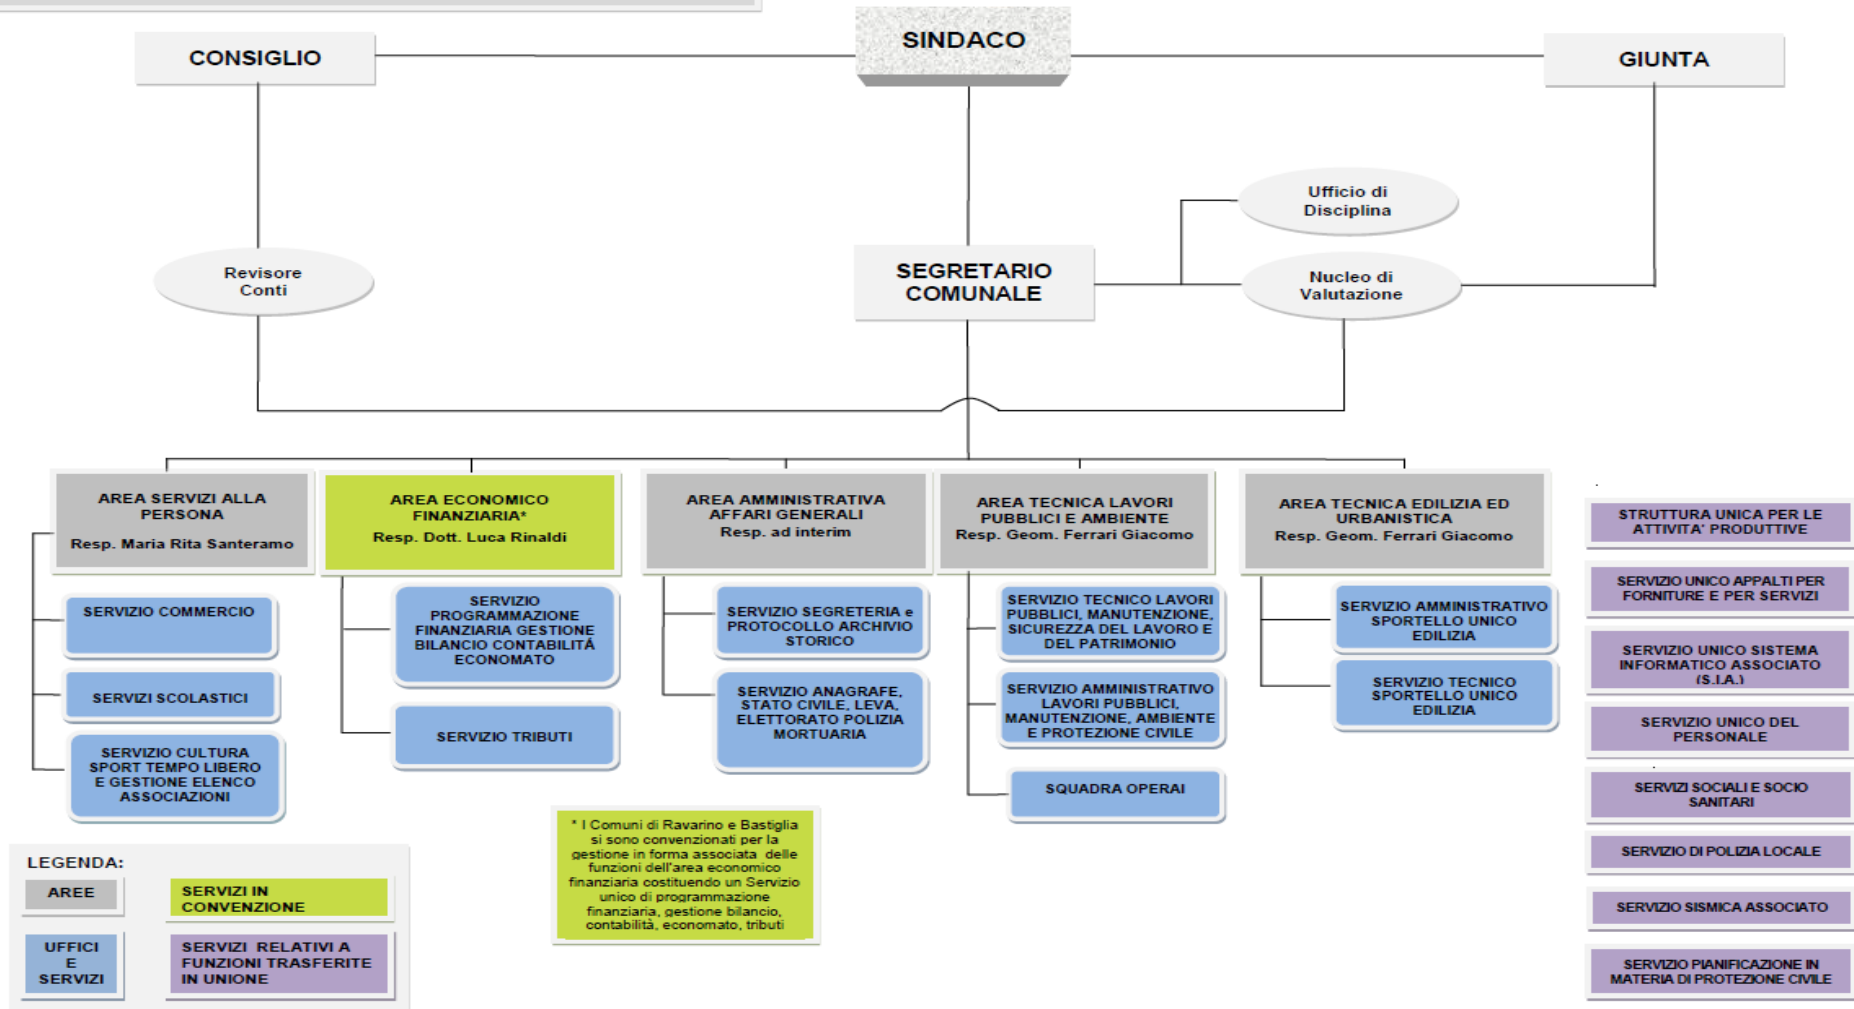 CONSIGLIO
SINDACO
GIUNTA
Ufficio di
Disciplina
Revisore
Conti
SEGRETARIO
COMUNALE
Nucleo di
Valutazione
AREA SERVIZI ALLA
PERSONA
Resp. Maria Rita Santeramo
SERVIZIO COMMERCIO
SERVIZI SCOLASTICI
SERVIZIO CULTURA
SPORT TEMPO LIBERO
E GESTIONE ELENCO
ASSOCIAZIONI
AREA ECONOMICO
FINANZIARIA*
Resp. Dott. Luca Rinaldi
SERVIZIO
PROGRAMMAZIONE
FINANZIARIA GESTIONE
BILANCIO CONTABILITÁ
ECONOMATO
SERVIZIO TRIBUTI
AREA AMMINISTRATIVA
AFFARI GENERALI
Resp. ad interim
SERVIZIO SEGRETERIA e
PROTOCOLLO ARCHIVIO
STORICO
SERVIZIO ANAGRAFE,
STATO CIVILE, LEVA,
ELETTORATO POLIZIA
MORTUARIA
AREA TECNICA LAVORI
PUBBLICI E AMBIENTE
Resp. Geom. Ferrari Giacomo
SERVIZIO TECNICO LAVORI
PUBBLICI, MANUTENZIONE,
SICUREZZA DEL LAVORO E
DEL PATRIMONIO
SERVIZIO AMMINISTRATIVO
LAVORI PUBBLICI,
MANUTENZIONE, AMBIENTE
E PROTEZIONE CIVILE
SQUADRA OPERAI
AREA TECNICA EDILIZIA ED
URBANISTICA
Resp. Geom. Ferrari Giacomo
SERVIZIO AMMINISTRATIVO
SPORTELLO UNICO
EDILIZIA
SERVIZIO TECNICO
SPORTELLO UNICO
EDILIZIA
STRUTTURA UNICA PER LE
ATTIVITA' PRODUTTIVE
SERVIZIO UNICO APPALTI PER
FORNITURE E PER SERVIZI
SERVIZIO UNICO SISTEMA
INFORMATICO ASSOCIATO
(S.I.A.)
SERVIZIO UNICO DEL
PERSONALE
SERVIZI SOCIALI E SOCIO
SANITARI
SERVIZIO DI POLIZIA LOCALE
SERVIZIO SISMICA ASSOCIATO
SERVIZIO PIANIFICAZIONE IN
MATERIA DI PROTEZIONE CIVILE
* I Comuni di Ravarino e Bastiglia
si sono convenzionati per la
gestione in forma associata delle
funzioni dell'area economico
finanziaria costituendo un Servizio
unico di programmazione
finanziaria, gestione bilancio,
contabilità, economato, tributi
LEGENDA:
AREE
SERVIZI IN
CONVENZIONE
UFFICI
E
SERVIZI
SERVIZI RELATIVI A
FUNZIONI TRASFERITE
IN UNIONE